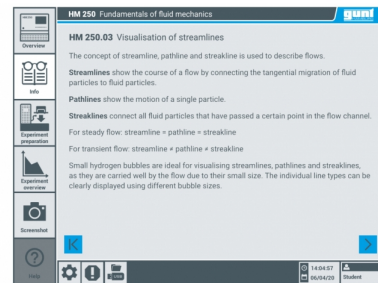 HM 250 Fundamentals of fluid mechanics
gunt
HM 250.03 Visualisation of streamlines
The concept of streamline, pathline and streakline is used to describe flows.
Streamlines show the course of a flow by connecting the tangential migration of fluid
particles to fluid particles.
Pathlines show the motion of a single particle.
Streaklines connect all fluid particles that have passed a certain point in the flow channel.
For steady flow: streamline = pathline = streakline
For transient flow: streamline ≠ pathline ≠ streakline
Small hydrogen bubbles are ideal for visualising streamlines, pathlines and streaklines,
as they are carried well by the flow due to their small size. The individual line types can be
clearly displayed using different bubble sizes.
Overview
Info
Experiment
preparation
Experiment
overview
Screenshot
Help
LINK
14:04:57
06/04/20
Student